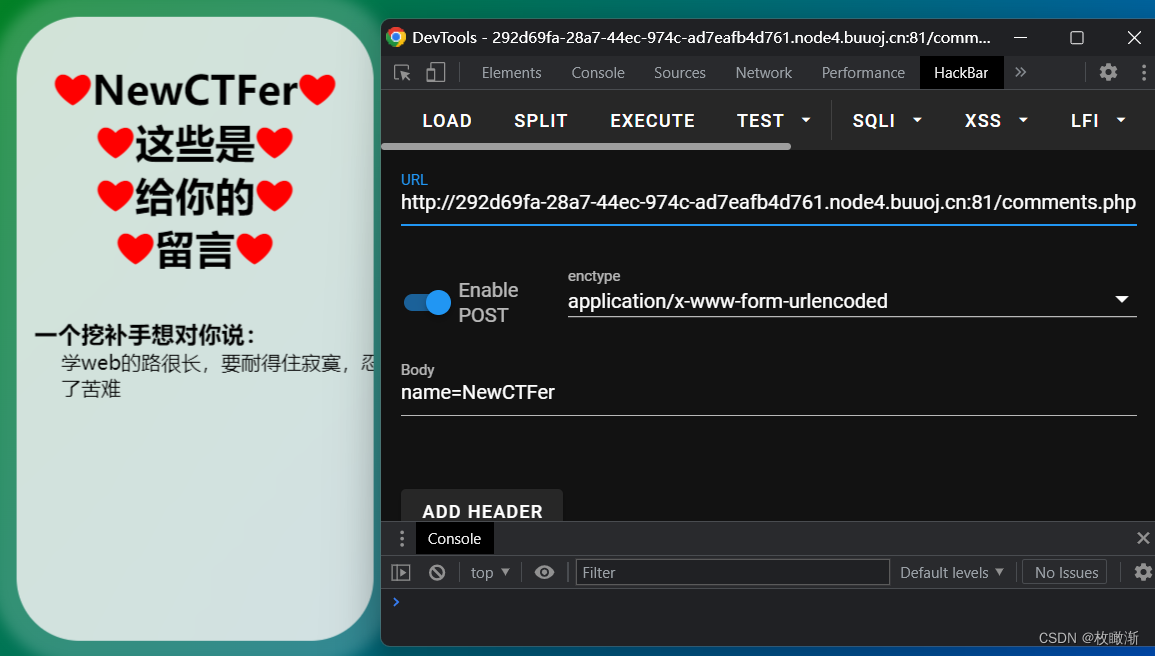 ❤NewCTFer❤
❤这些是❤
❤给你的❤
❤留言❤
一个挖补手想对你说：
学web的路很长，要耐得住寂寞，忍
了苦难
DevTools - 292d69fa-28a7-44ec-974c-ad7eafb4d761.node4.buuoj.cn:81/comm...
Elements Console Sources Network Performance HackBar
LOAD SPLIT EXECUTE TEST SQLI XSS LFI
URL
http://292d69fa-28a7-44ec-974c-ad7eafb4d761.node4.buuoj.cn:81/comments.php
Enable
POST
enctype
application/x-www-form-urlencoded
Body
name=NewCTFer
ADD HEADER
Console
top Filter Default levels No Issues
CSDN @枚瞰渐